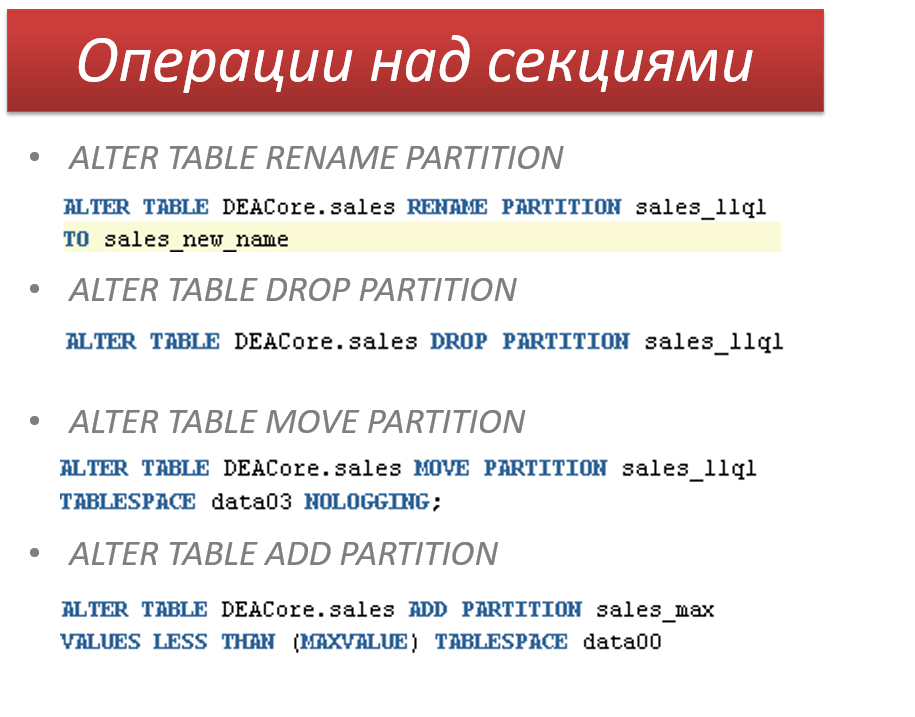 Операции над секциями
• ALTER TABLE RENAME PARTITION
ALTER TABLE DEACore.sales RENAME PARTITION sales_11q1
TO sales_new_name
• ALTER TABLE DROP PARTITION
ALTER TABLE DEACore.sales DROP PARTITION sales_11q1
• ALTER TABLE MOVE PARTITION
ALTER TABLE DEACore.sales MOVE PARTITION sales_11q1
TABLESPACE data03 NOLOGGING;
• ALTER TABLE ADD PARTITION
ALTER TABLE DEACore.sales ADD PARTITION sales_max
VALUES LESS THAN (MAXVALUE) TABLESPACE data00